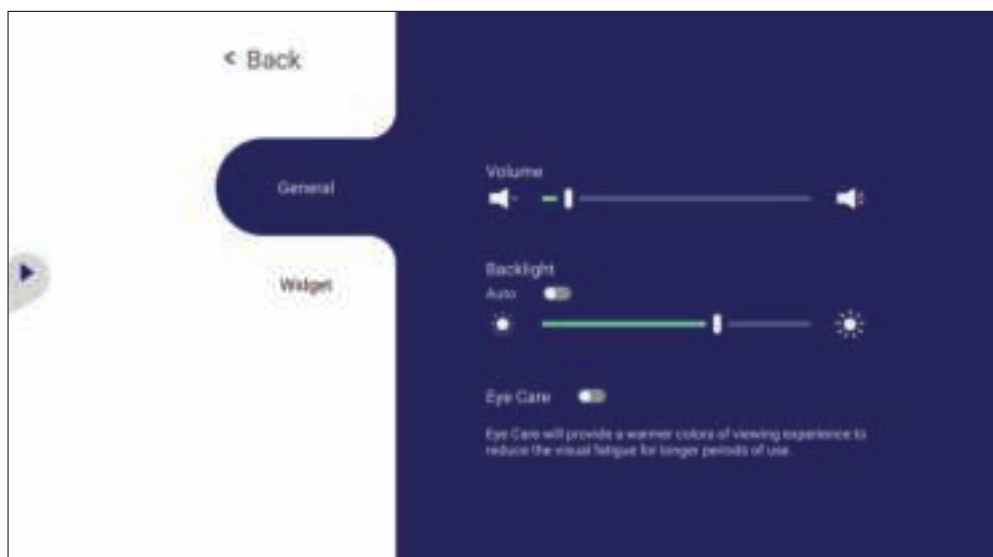 Back
General
Widget
Volume
Backlight
Auto
Eye Care
Eye Care will provide a warmer colors of viewing experience to
reduce the visual fatigue for longer periods of use.